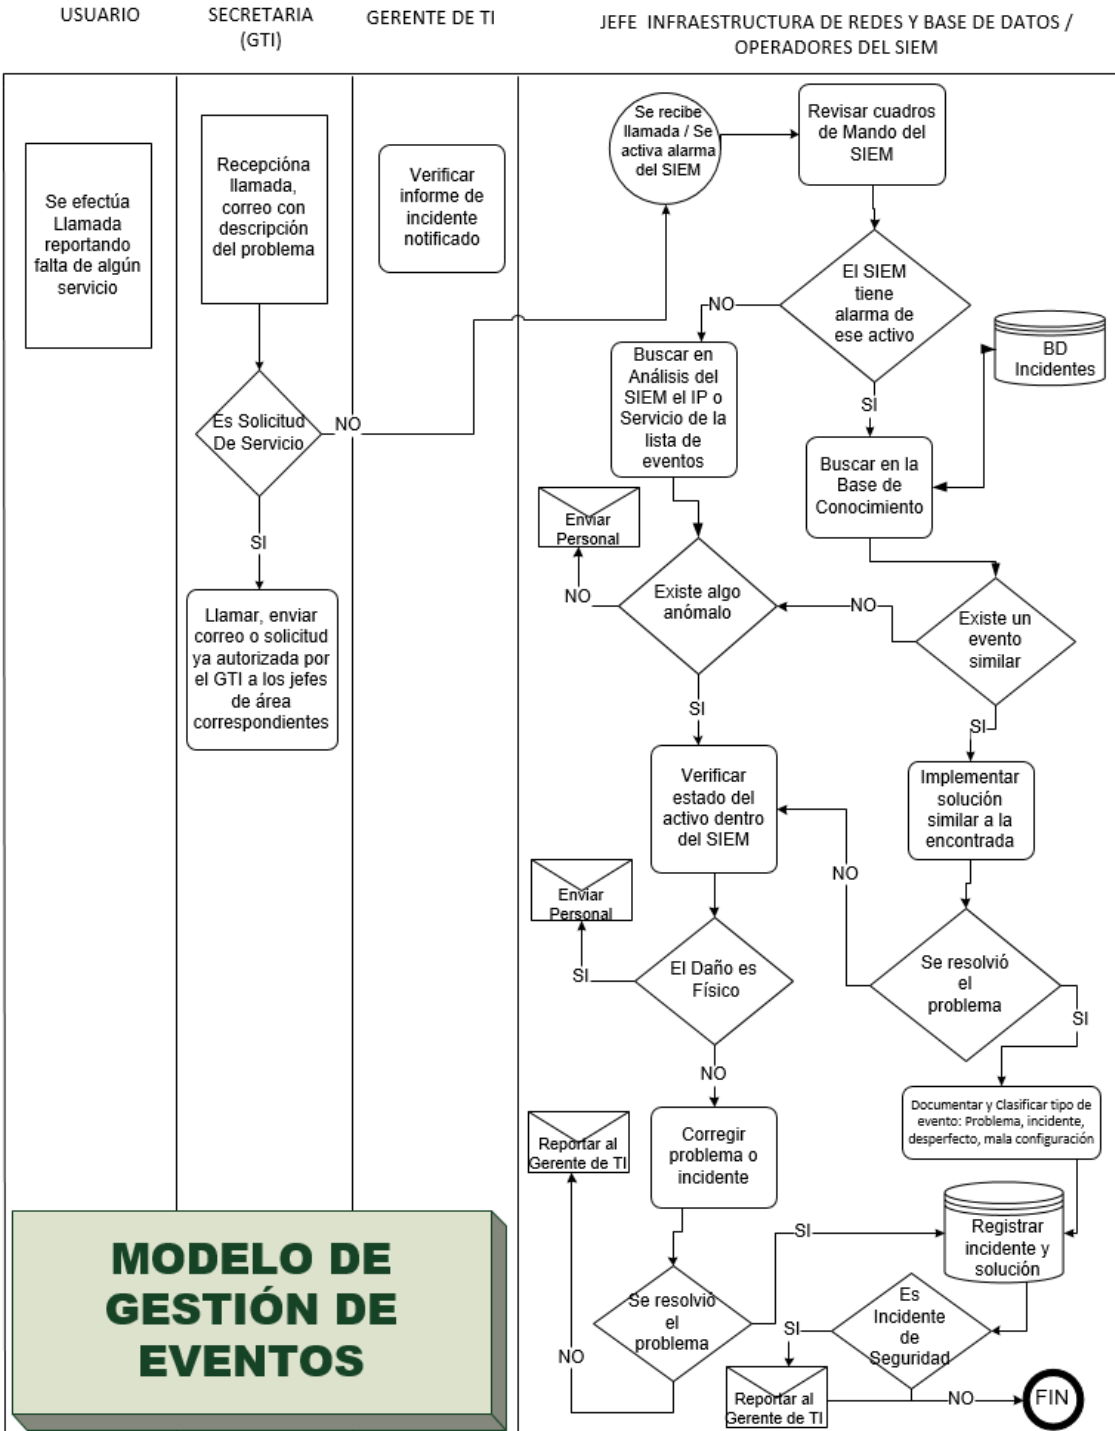 USUARIO
SECRETARIA
(GTI)
GERENTE DE TI
JEFE INFRAESTRUCTURA DE REDES Y BASE DE DATOS /
OPERADORES DEL SIEM
Se efectúa
Llamada
reportando
falta de algún
servicio
Recepcióna
llamada,
correo con
descripción
del problema
Es Solicitud
De Servicio
NO
SI
Llamar, enviar
correo o solicitud
ya autorizada por
el GTI a los jefes
de área
correspondientes
Verificar
informe de
incidente
notificado
Se recibe
llamada / Se
activa alarma
del SIEM
Revisar cuadros
de Mando del
SIEM
El SIEM
tiene
alarma de
ese activo
NO
SI
BD
Incidentes
Buscar en
Análisis del
SIEM el IP o
Servicio de la
lista de
eventos
Buscar en la
Base de
Conocimiento
Enviar
Personal
NO
Existe algo
anómalo
NO
Existe un
evento
similar
SI
SI
Verificar
estado del
activo dentro
del SIEM
Implementar
solución
similar a la
encontrada
NO
Enviar
Personal
SI
El Daño es
Físico
Se resolvió
el
problema
SI
NO
Documentar y Clasificar tipo de
evento: Problema, incidente,
desperfecto, mala configuración
Corregir
problema o
incidente
Reportar al
Gerente de TI
SI
Registrar
incidente y
solución
Se resolvió
el
problema
NO
Es
Incidente
de
Seguridad
SI
Reportar al
Gerente de TI
NO
FIN
MODELO DE
GESTIÓN DE
EVENTOS